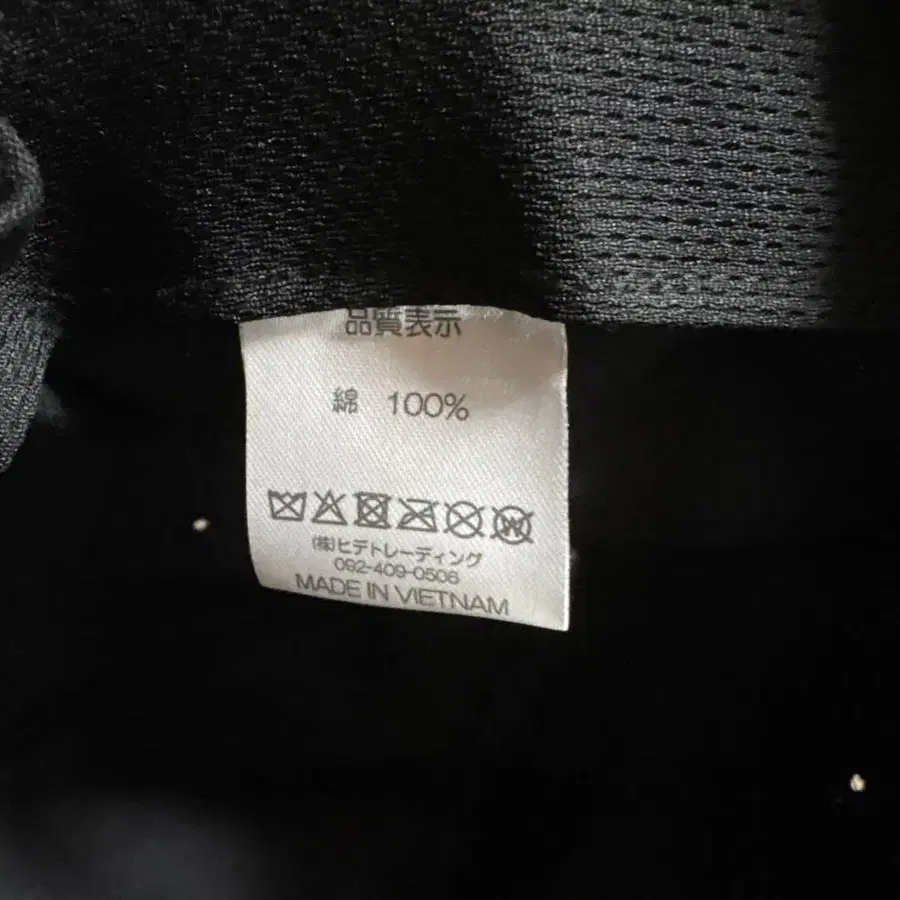 品質表示
綿 100%
W
(株)ヒデトレーディング
092-409-0506
MADE IN VIETNAM